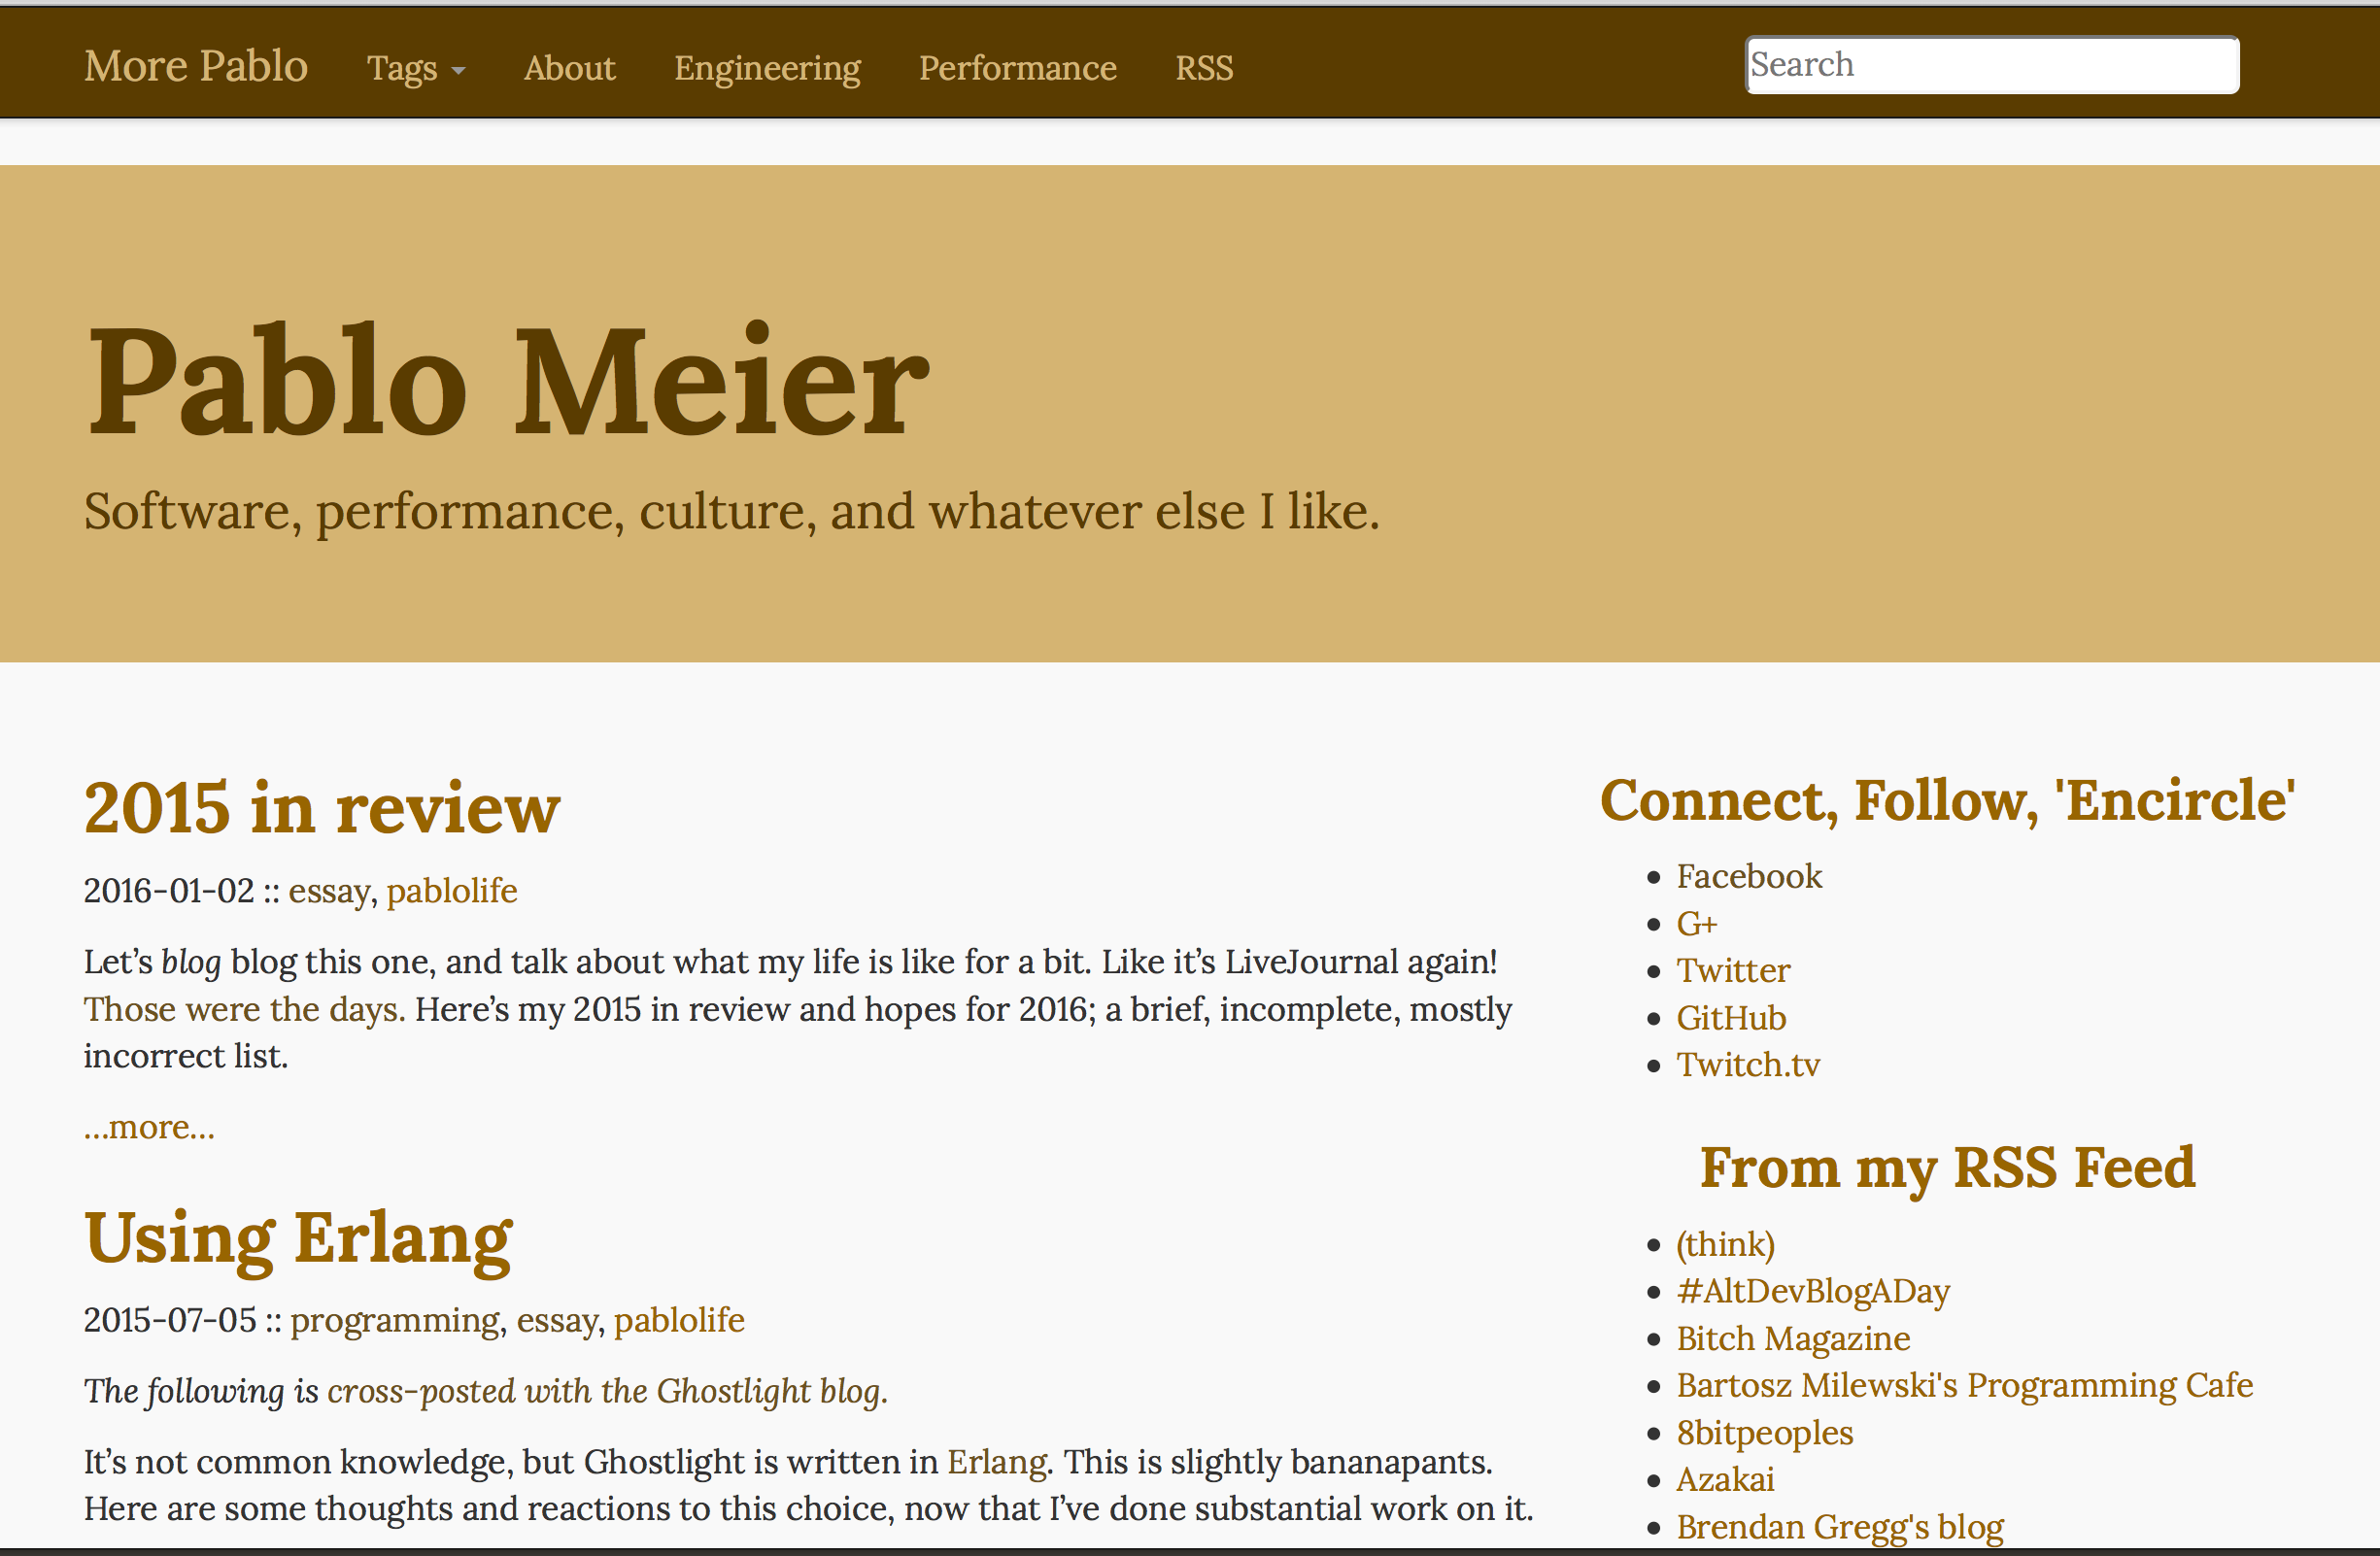 More Pablo
Tags
About
Engineering
Performance
RSS
Search
Pablo Meier
Software, performance, culture, and whatever else I like.
2015 in review
2016-01-02 :: essay, pablolife
Let’s blog blog this one, and talk about what my life is like for a bit. Like it’s LiveJournal again!
Those were the days. Here’s my 2015 in review and hopes for 2016; a brief, incomplete, mostly
incorrect list.
…more…
Using Erlang
2015-07-05 :: programming, essay, pablolife
The following is cross-posted with the Ghostlight blog.
It’s not common knowledge, but Ghostlight is written in Erlang. This is slightly bananapants.
Here are some thoughts and reactions to this choice, now that I’ve done substantial work on it.
Connect, Follow, 'Encircle'
Facebook
G+
Twitter
GitHub
Twitch.tv
From my RSS Feed
(think)
#AltDevBlogADay
Bitch Magazine
Bartosz Milewski's Programming Cafe
8bitpeoples
Azakai
Brendan Gregg's blog